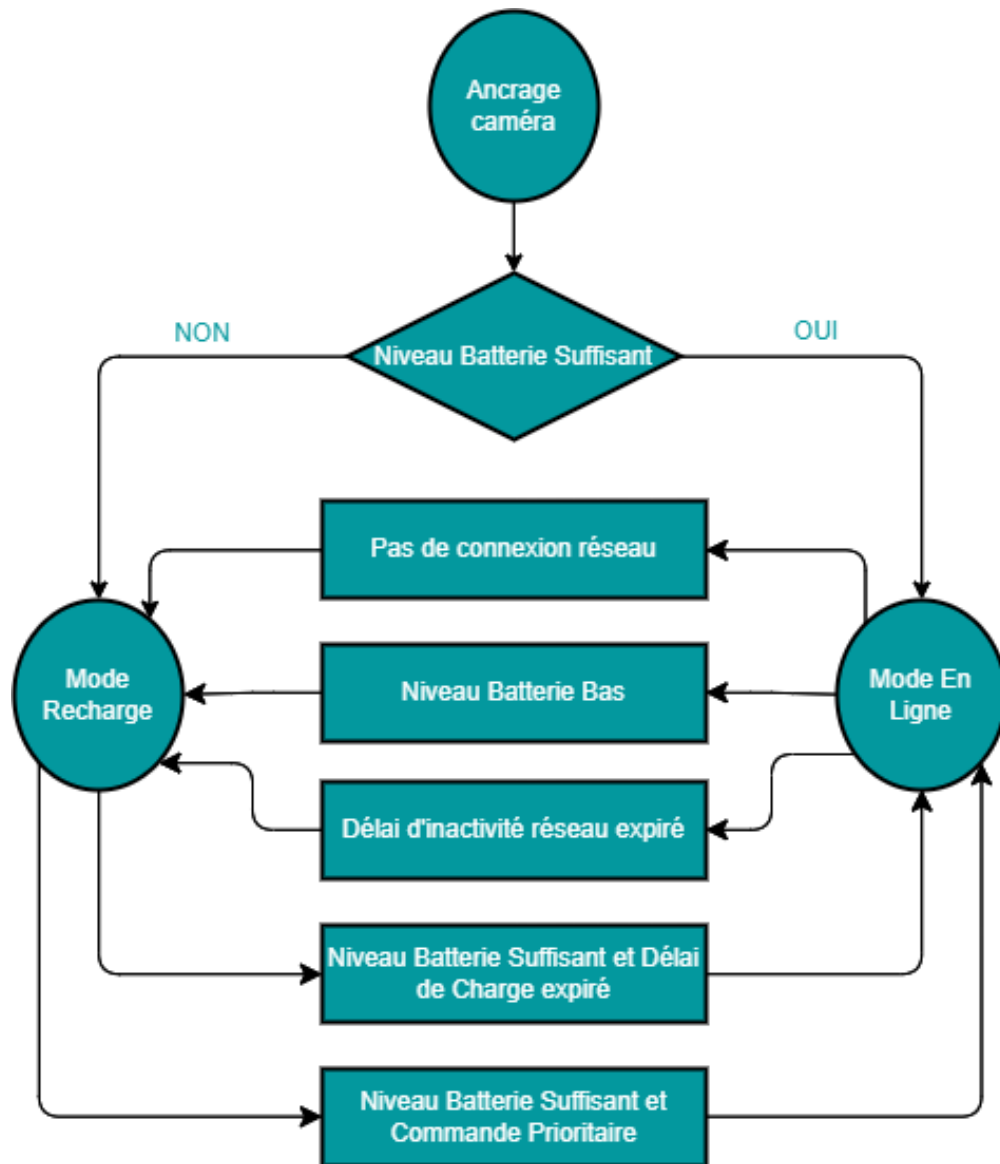 Ancrage
caméra
NON
OUI
Niveau Batterie Suffisant
Pas de connexion réseau
Mode
Recharge
Niveau Batterie Bas
Mode En
Ligne
Délai d'inactivité réseau expiré
Niveau Batterie Suffisant et Délai
de Charge expiré
Niveau Batterie Suffisant et
Commande Prioritaire